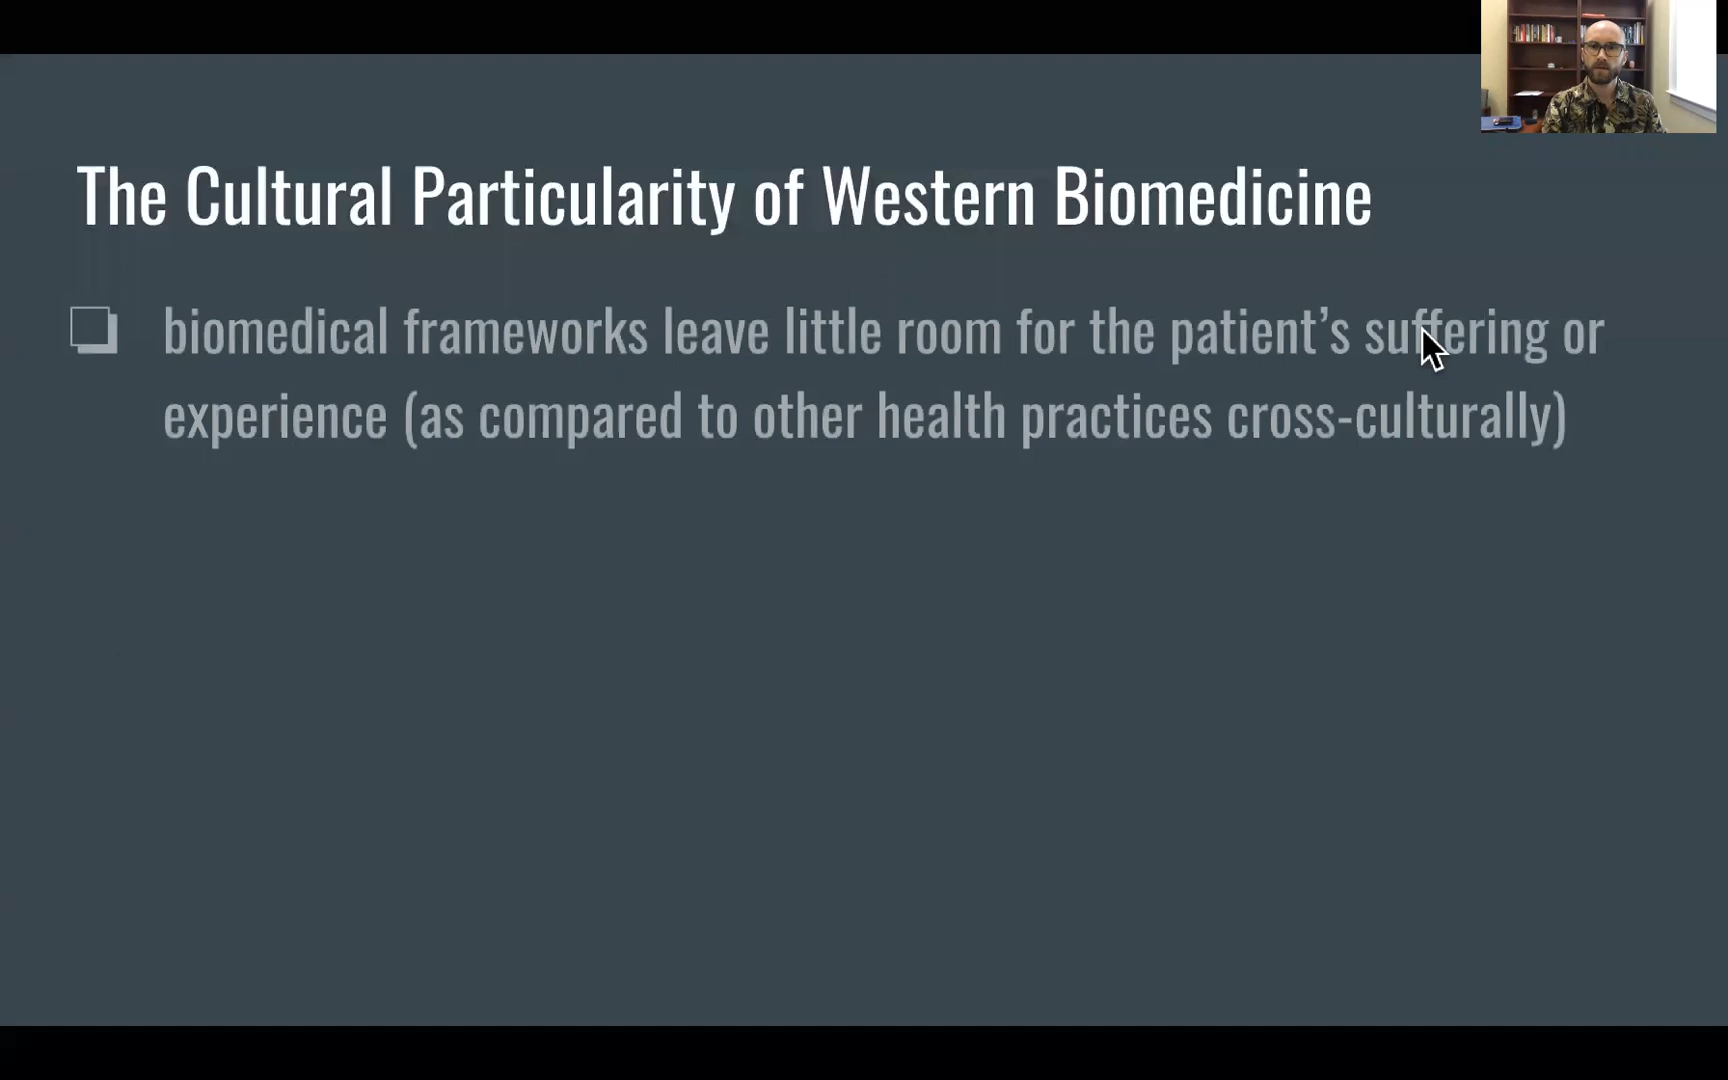 The Cultural Particularity of Western Biomedicine
biomedical frameworks leave little room for the patient’s suffering or
experience (as compared to other health practices cross-culturally)